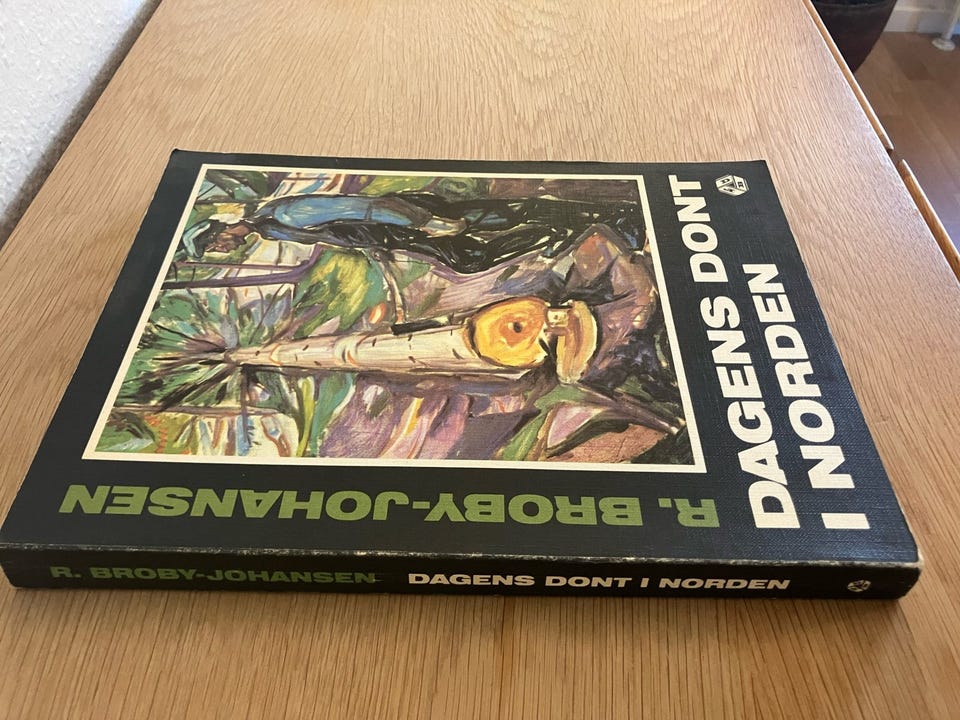 R. BROBY-JOHANSEN
DAGENS DONT
I NORDEN
R. BROBY-JOHANSEN DAGENS DONT I NORDEN